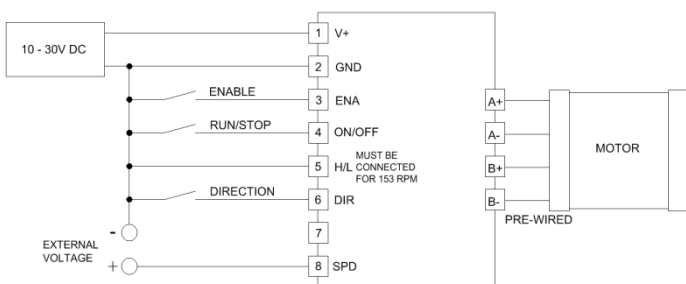 10 - 30V DC
1 V+
2 GND
ENABLE
3 ENA
RUN/STOP
4 ON/OFF
5 H/L MUST BE
CONNECTED
FOR 153 RPM
DIRECTION
6 DIR
7
-
EXTERNAL
VOLTAGE
+
8 SPD
A+
A-
B+
B-
PRE-WIRED
MOTOR